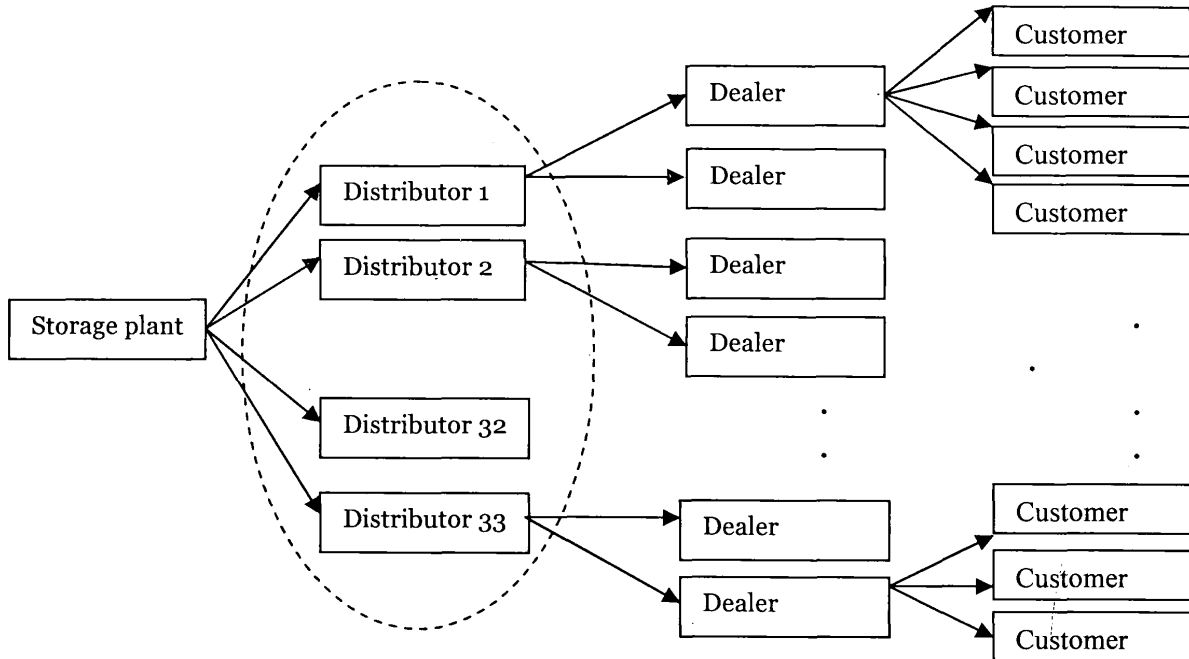 Storage plant
Distributor 1
Distributor 2
Distributor 32
Distributor 33
Dealer
Dealer
Dealer
Dealer
Dealer
Dealer
Customer
Customer
Customer
Customer
Customer
Customer
Customer